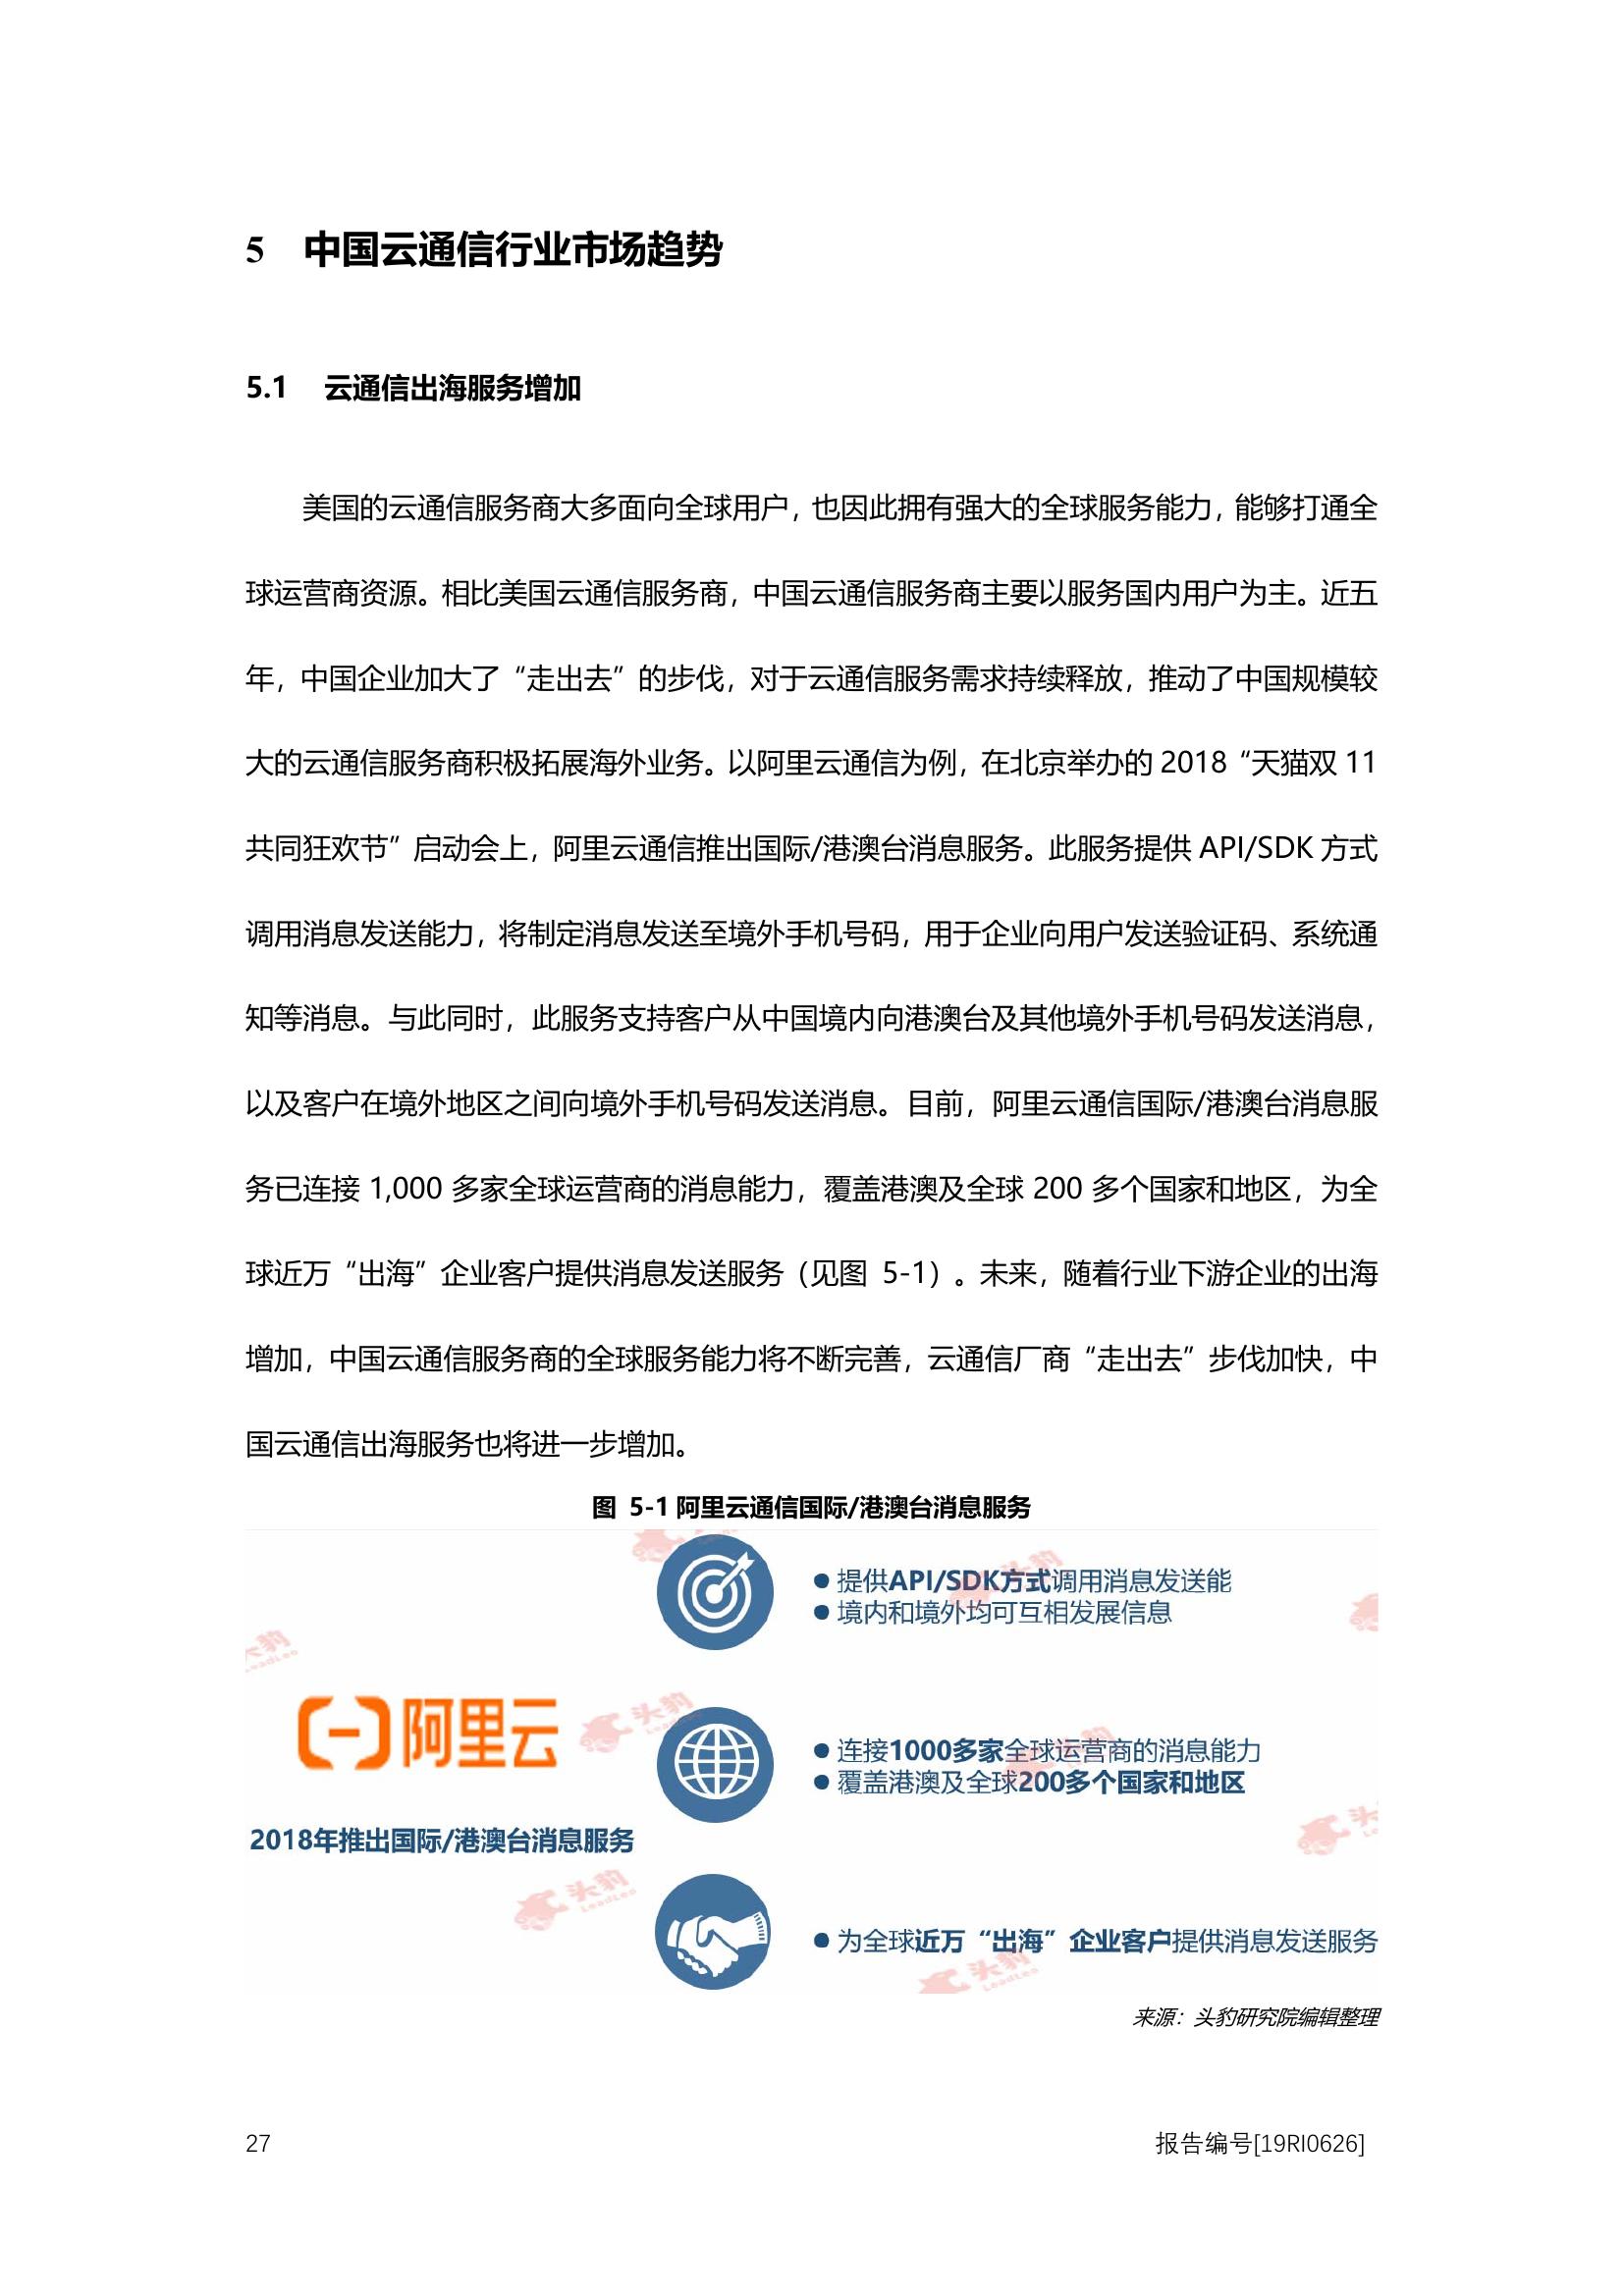 5 中国云通信行业市场趋势
5.1 云通信出海服务增加
美国的云通信服务商大多面向全球用户，也因此拥有强大的全球服务能力，能够打通全
球运营商资源。相比美国云通信服务商，中国云通信服务商主要以服务国内用户为主。近五
年，中国企业加大了“走出去”的步伐，对于云通信服务需求持续释放，推动了中国规模较
大的云通信服务商积极拓展海外业务。以阿里云通信为例，在北京举办的 2018“天猫双 11
共同狂欢节”启动会上，阿里云通信推出国际/港澳台消息服务。此服务提供 API/SDK 方式
调用消息发送能力，将制定消息发送至境外手机号码，用于企业向用户发送验证码、系统通
知等消息。与此同时，此服务支持客户从中国境内向港澳台及其他境外手机号码发送消息，
以及客户在境外地区之间向境外手机号码发送消息。目前，阿里云通信国际/港澳台消息服
务已连接 1,000 多家全球运营商的消息能力，覆盖港澳及全球 200 多个国家和地区，为全
球近万“出海”企业客户提供消息发送服务（见图 5-1）。未来，随着行业下游企业的出海
增加，中国云通信服务商的全球服务能力将不断完善，云通信厂商“走出去”步伐加快，中
国云通信出海服务也将进一步增加。
图 5-1 阿里云通信国际/港澳台消息服务
● 提供API/SDK方式调用消息发送能
● 境内和境外均可互相发展信息
阿里云
2018年推出国际/港澳台消息服务
● 连接1000多家全球运营商的消息能力
● 覆盖港澳及全球200多个国家和地区
● 为全球近万“出海”企业客户提供消息发送服务
头豹
LeadLeo
来源：头豹研究院编辑整理
27
报告编号[19RI0626]